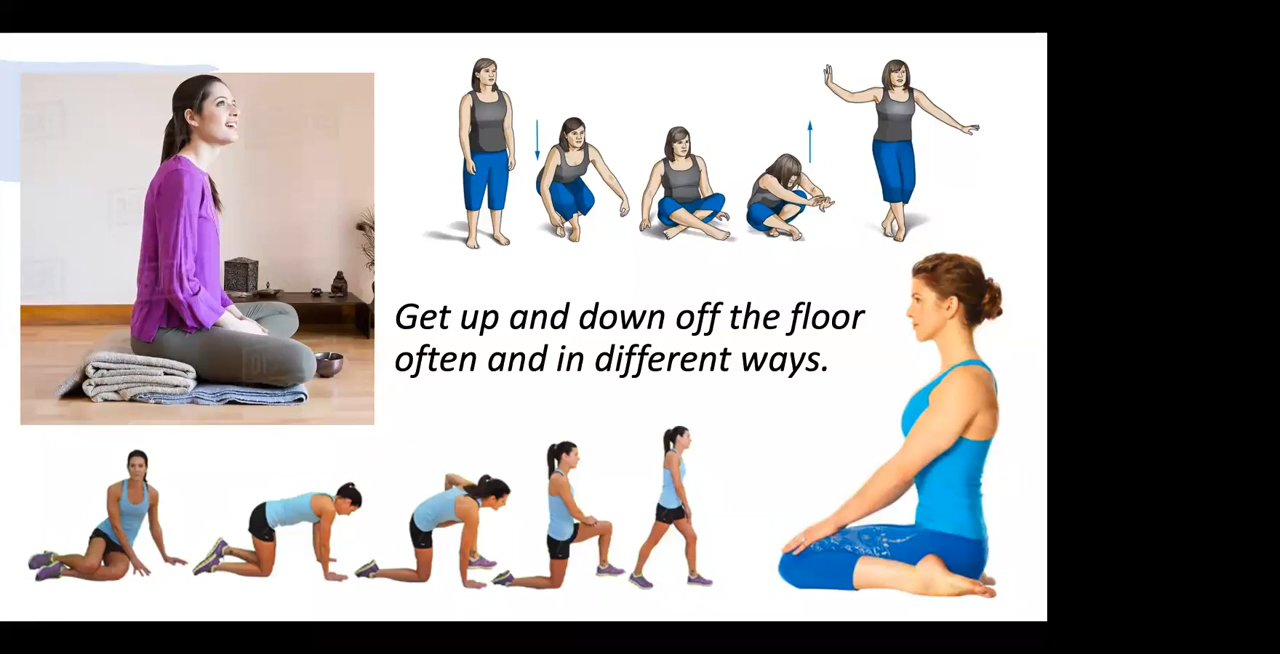 Get up and down off the floor
often and in different ways.